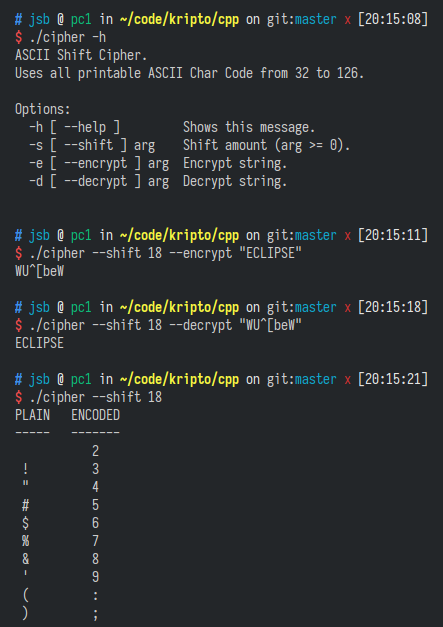 # jsb @ pc1 in ~/code/kripto/cpp on git:master x [20:15:08]
$ ./cipher -h
ASCII Shift Cipher.
Uses all printable ASCII Char Code from 32 to 126.
Options:
-h [ --help ] Shows this message.
-s [ --shift ] arg Shift amount (arg >= 0).
-e [ --encrypt ] arg Encrypt string.
-d [ --decrypt ] arg Decrypt string.
# jsb @ pc1 in ~/code/kripto/cpp on git:master x [20:15:11]
$ ./cipher --shift 18 --encrypt "ECLIPSE"
WU^[beW
# jsb @ pc1 in ~/code/kripto/cpp on git:master x [20:15:18]
$ ./cipher --shift 18 --decrypt "WU^[beW"
ECLIPSE
# jsb @ pc1 in ~/code/kripto/cpp on git:master x [20:15:21]
$ ./cipher --shift 18
PLAIN ENCODED
----- -------
2
! 3
" 4
# 5
$ 6
% 7
& 8
' 9
( :
) ;